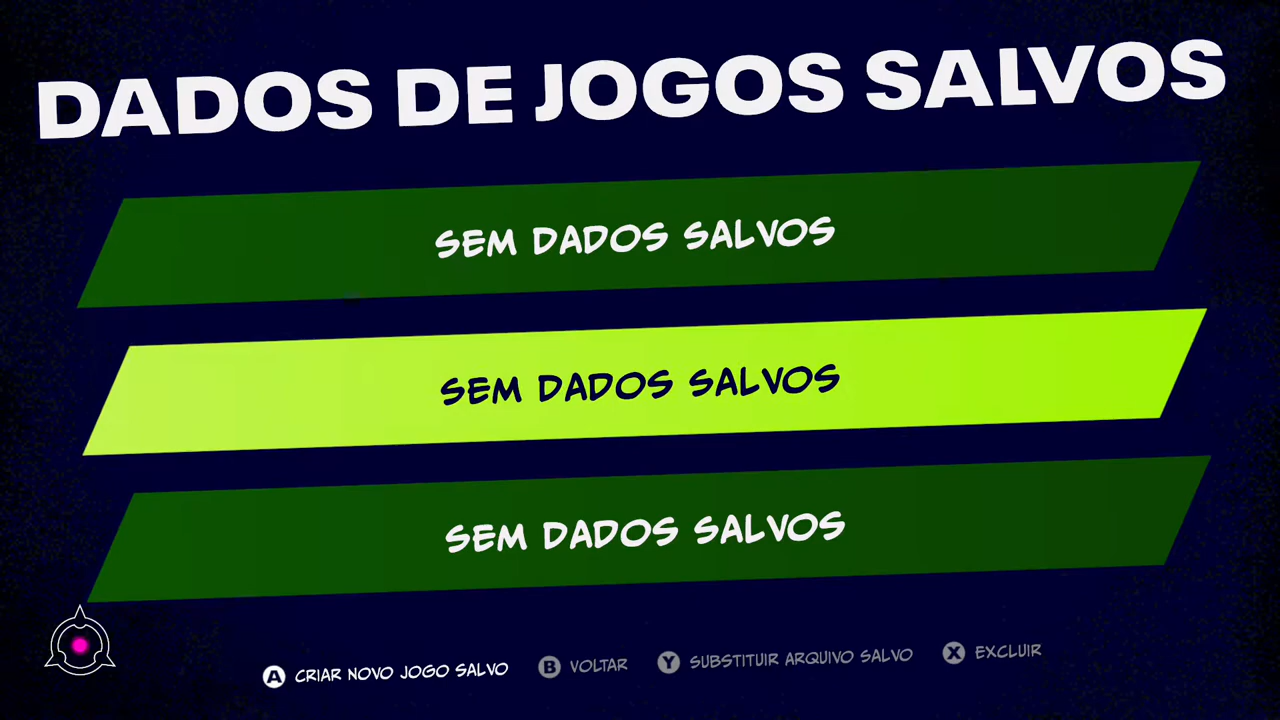 DADOS DE JOGOS SALVOS
SEM DADOS SALVOS
SEM DADOS SALVOS
SEM DADOS SALVOS
A CRIAR NOVO JOGO SALVO B VOLTAR Y SUBSTITUIR ARQUIVO SALVO X EXCLUIR